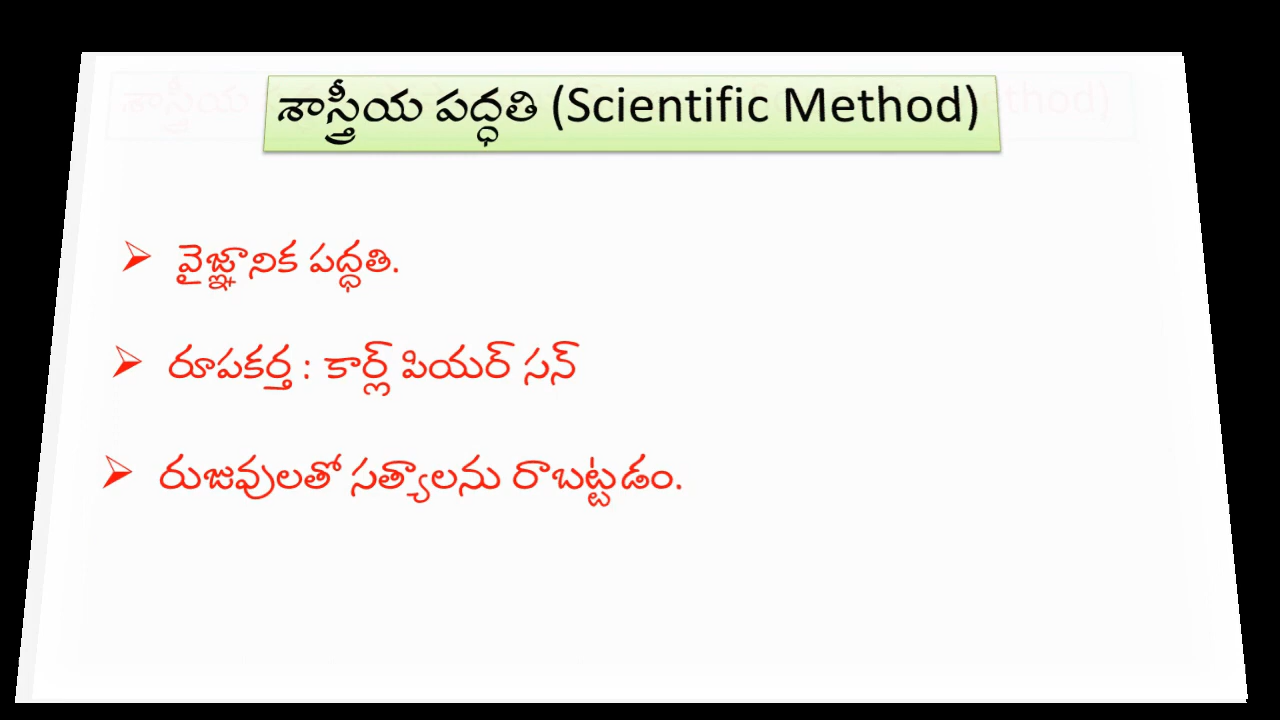 శాస్త్రీయ పద్ధతి (Scientific Method)
వైజ్ఞానిక పద్ధతి.
రూపకర్త : కార్ల్ పియర్ సన్
రుజువులతో సత్యాలను రాబట్టడం.